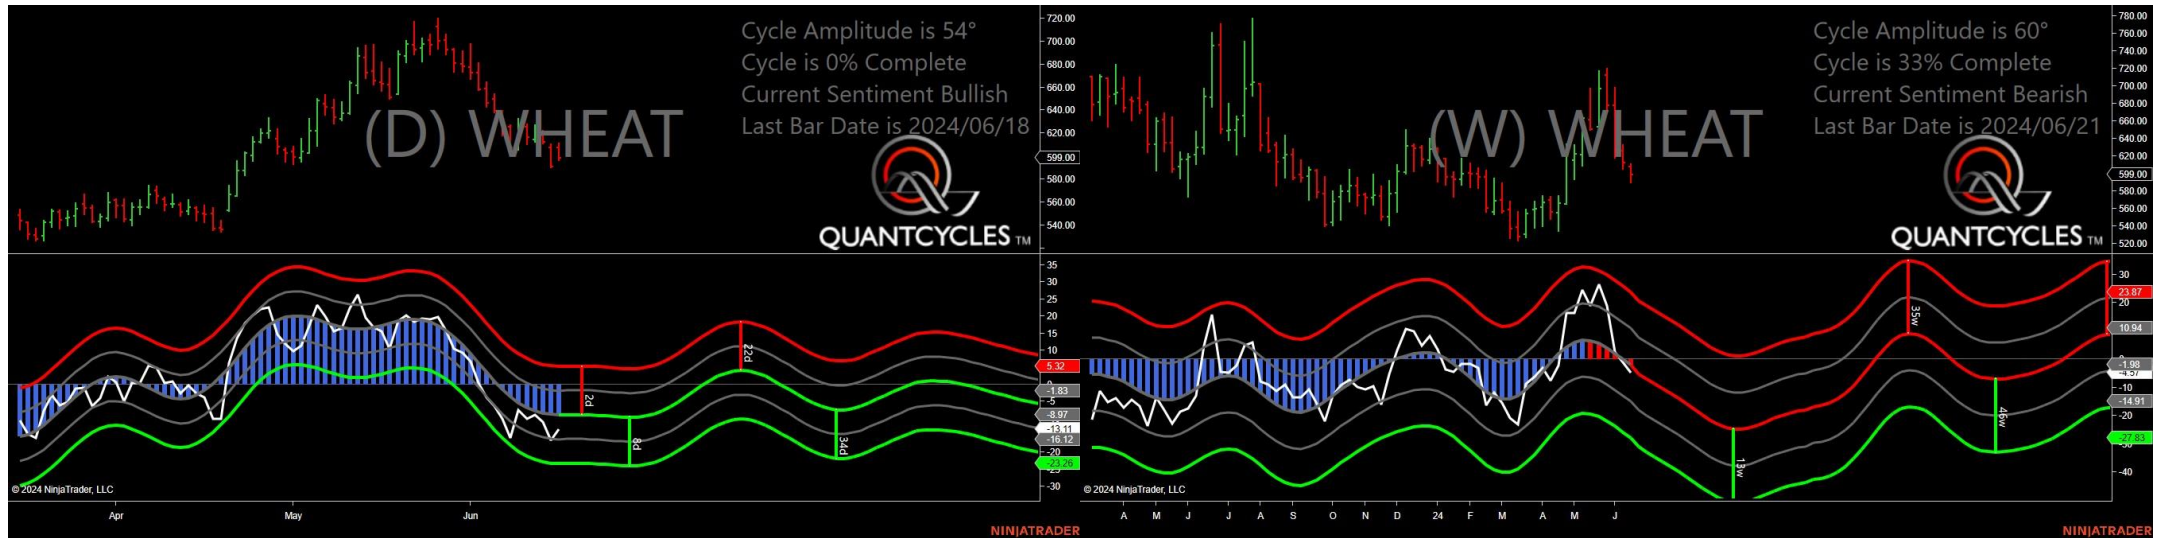 Cycle Amplitude is 54°
Cycle is 0% Complete
Current Sentiment Bullish
Last Bar Date is 2024/06/18
(D) WHEAT
QUANTCYCLES TM
720.00
700.00
680.00
660.00
640.00
620.00
599.00
580.00
560.00
540.00
35
30
25
20
15
10
5.32
-1.83
-5
-8.97
-13.11
-16.12
-20
-23.26
-30
2d
8d
22d
34d
© 2024 NinjaTrader, LLC
Apr May Jun
NINJATRADER
Cycle Amplitude is 60°
Cycle is 33% Complete
Current Sentiment Bearish
Last Bar Date is 2024/06/21
(W) WHEAT
QUANTCYCLES TM
780.00
760.00
740.00
720.00
700.00
680.00
660.00
640.00
620.00
599.00
580.00
560.00
540.00
520.00
30
23.87
20
10.94
-1.98
-4.57
-10
-14.91
-20
-27.83
-40
13w
35w
46w
© 2024 NinjaTrader, LLC
A M J J A S O N D 24 F M A M J
NINJATRADER